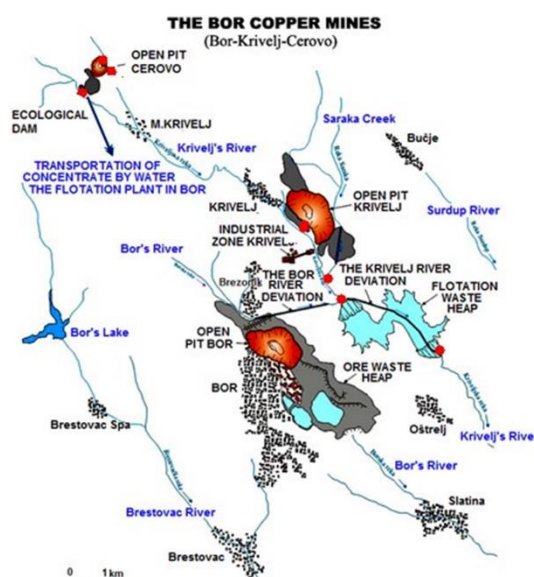 THE BOR COPPER MINES
(Bor-Krivelj-Cerovo)
OPEN PIT
CEROVO
ECOLOGICAL
DAM
M.KRIVELJ
Saraka Creek
Krivelj's River
Bučje
TRANSPORTATION OF
CONCENTRATE BY WATER
THE FLOTATION PLANT IN BOR
KRIVELJ
OPEN PIT
KRIVELJ
Surdup River
INDUSTRIAL
ZONE KRIVELJ
Bor's River
Brezonik
THE BOR
RIVER
DEVIATION
THE KRIVELJ RIVER
DEVIATION
FLOTATION
WASTE
HEAP
Bor's Lake
OPEN
PIT BOR
BOR
ORE WASTE
HEAP
Brestovac Spa
Oštrelj
Krivelj's Rive
Bor's River
Slatina
Brestovac River
Brestovac
0 1km